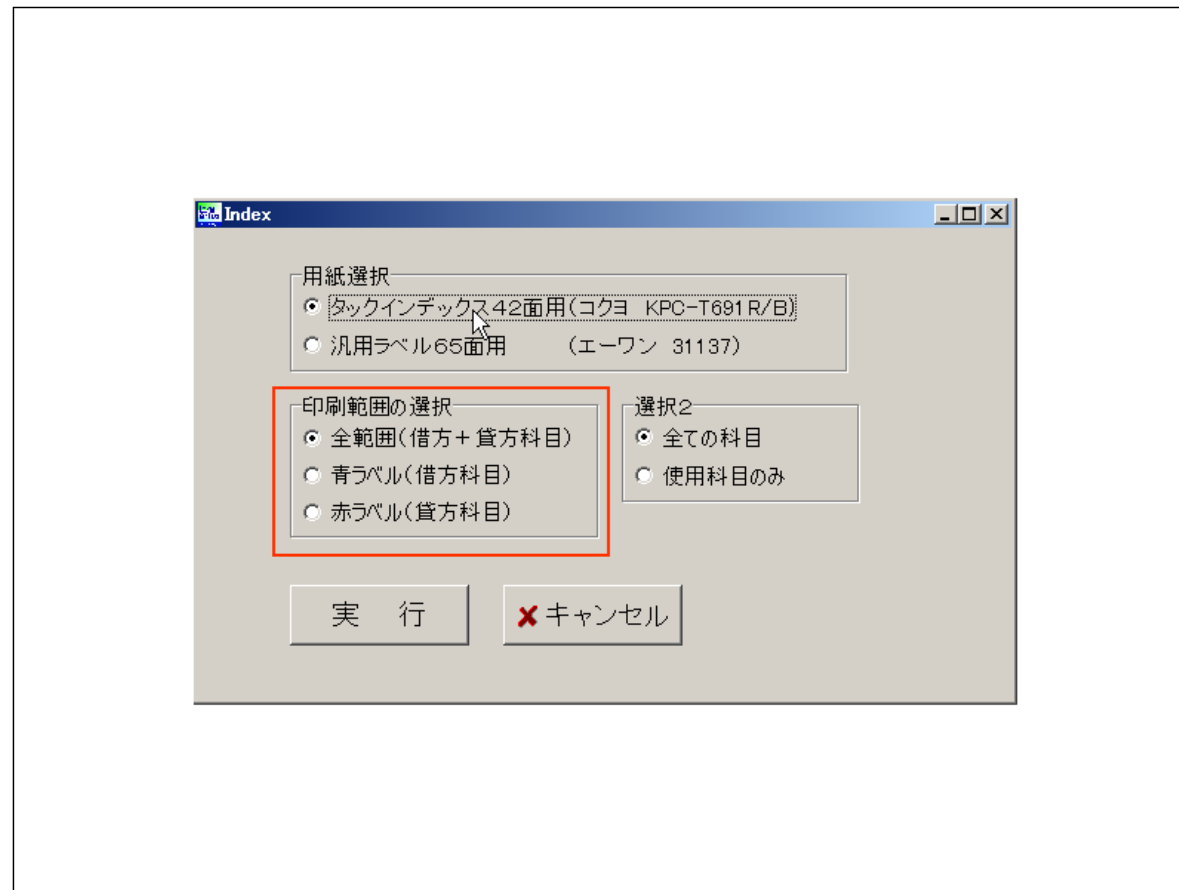 Index
用紙選択
タックインデックス42面用(コクヨ KPC-T691R/B)
汎用ラベル65面用 (エーワン 31137)
印刷範囲の選択
全範囲(借方+貸方科目)
青ラベル(借方科目)
赤ラベル(貸方科目)
選択2
全ての科目
使用科目のみ
実 行
キャンセル